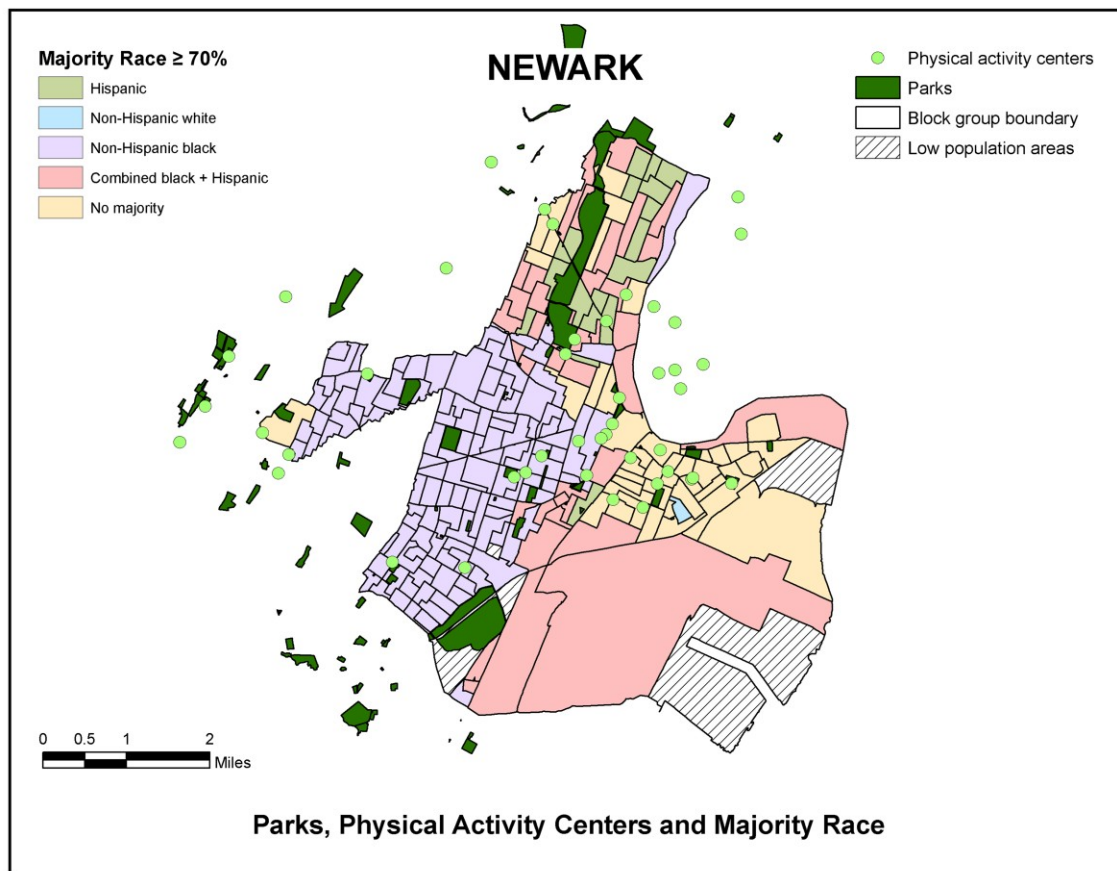 NEWARK
Majority Race ≥ 70%
Hispanic
Non-Hispanic white
Non-Hispanic black
Combined black + Hispanic
No majority
Physical activity centers
Parks
Block group boundary
Low population areas
0 0.5 1 2
Miles
Parks, Physical Activity Centers and Majority Race